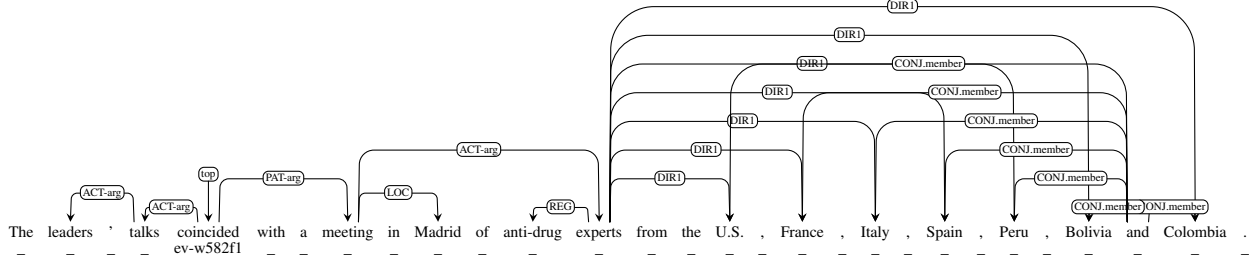 DIR1
DIR1
DIR1 CONJ.member
DIR1 CONJ.member
DIR1 CONJ.member
ACT-arg DIR1 CONJ.member
top PAT-arg DIR1 CONJ.member
ACT-arg LOC
ACT-arg REG CONJ.member ONJ.member
The leaders ’ talks coincided with a meeting in Madrid of anti-drug experts from the U.S. , France , Italy , Spain , Peru , Bolivia and Colombia .
_ _ _ _ ev-w582f1 _ _ _ _ _ _ _ _ _ _ _ _ _ _ _ _ _ _ _ _ _ _ _ _